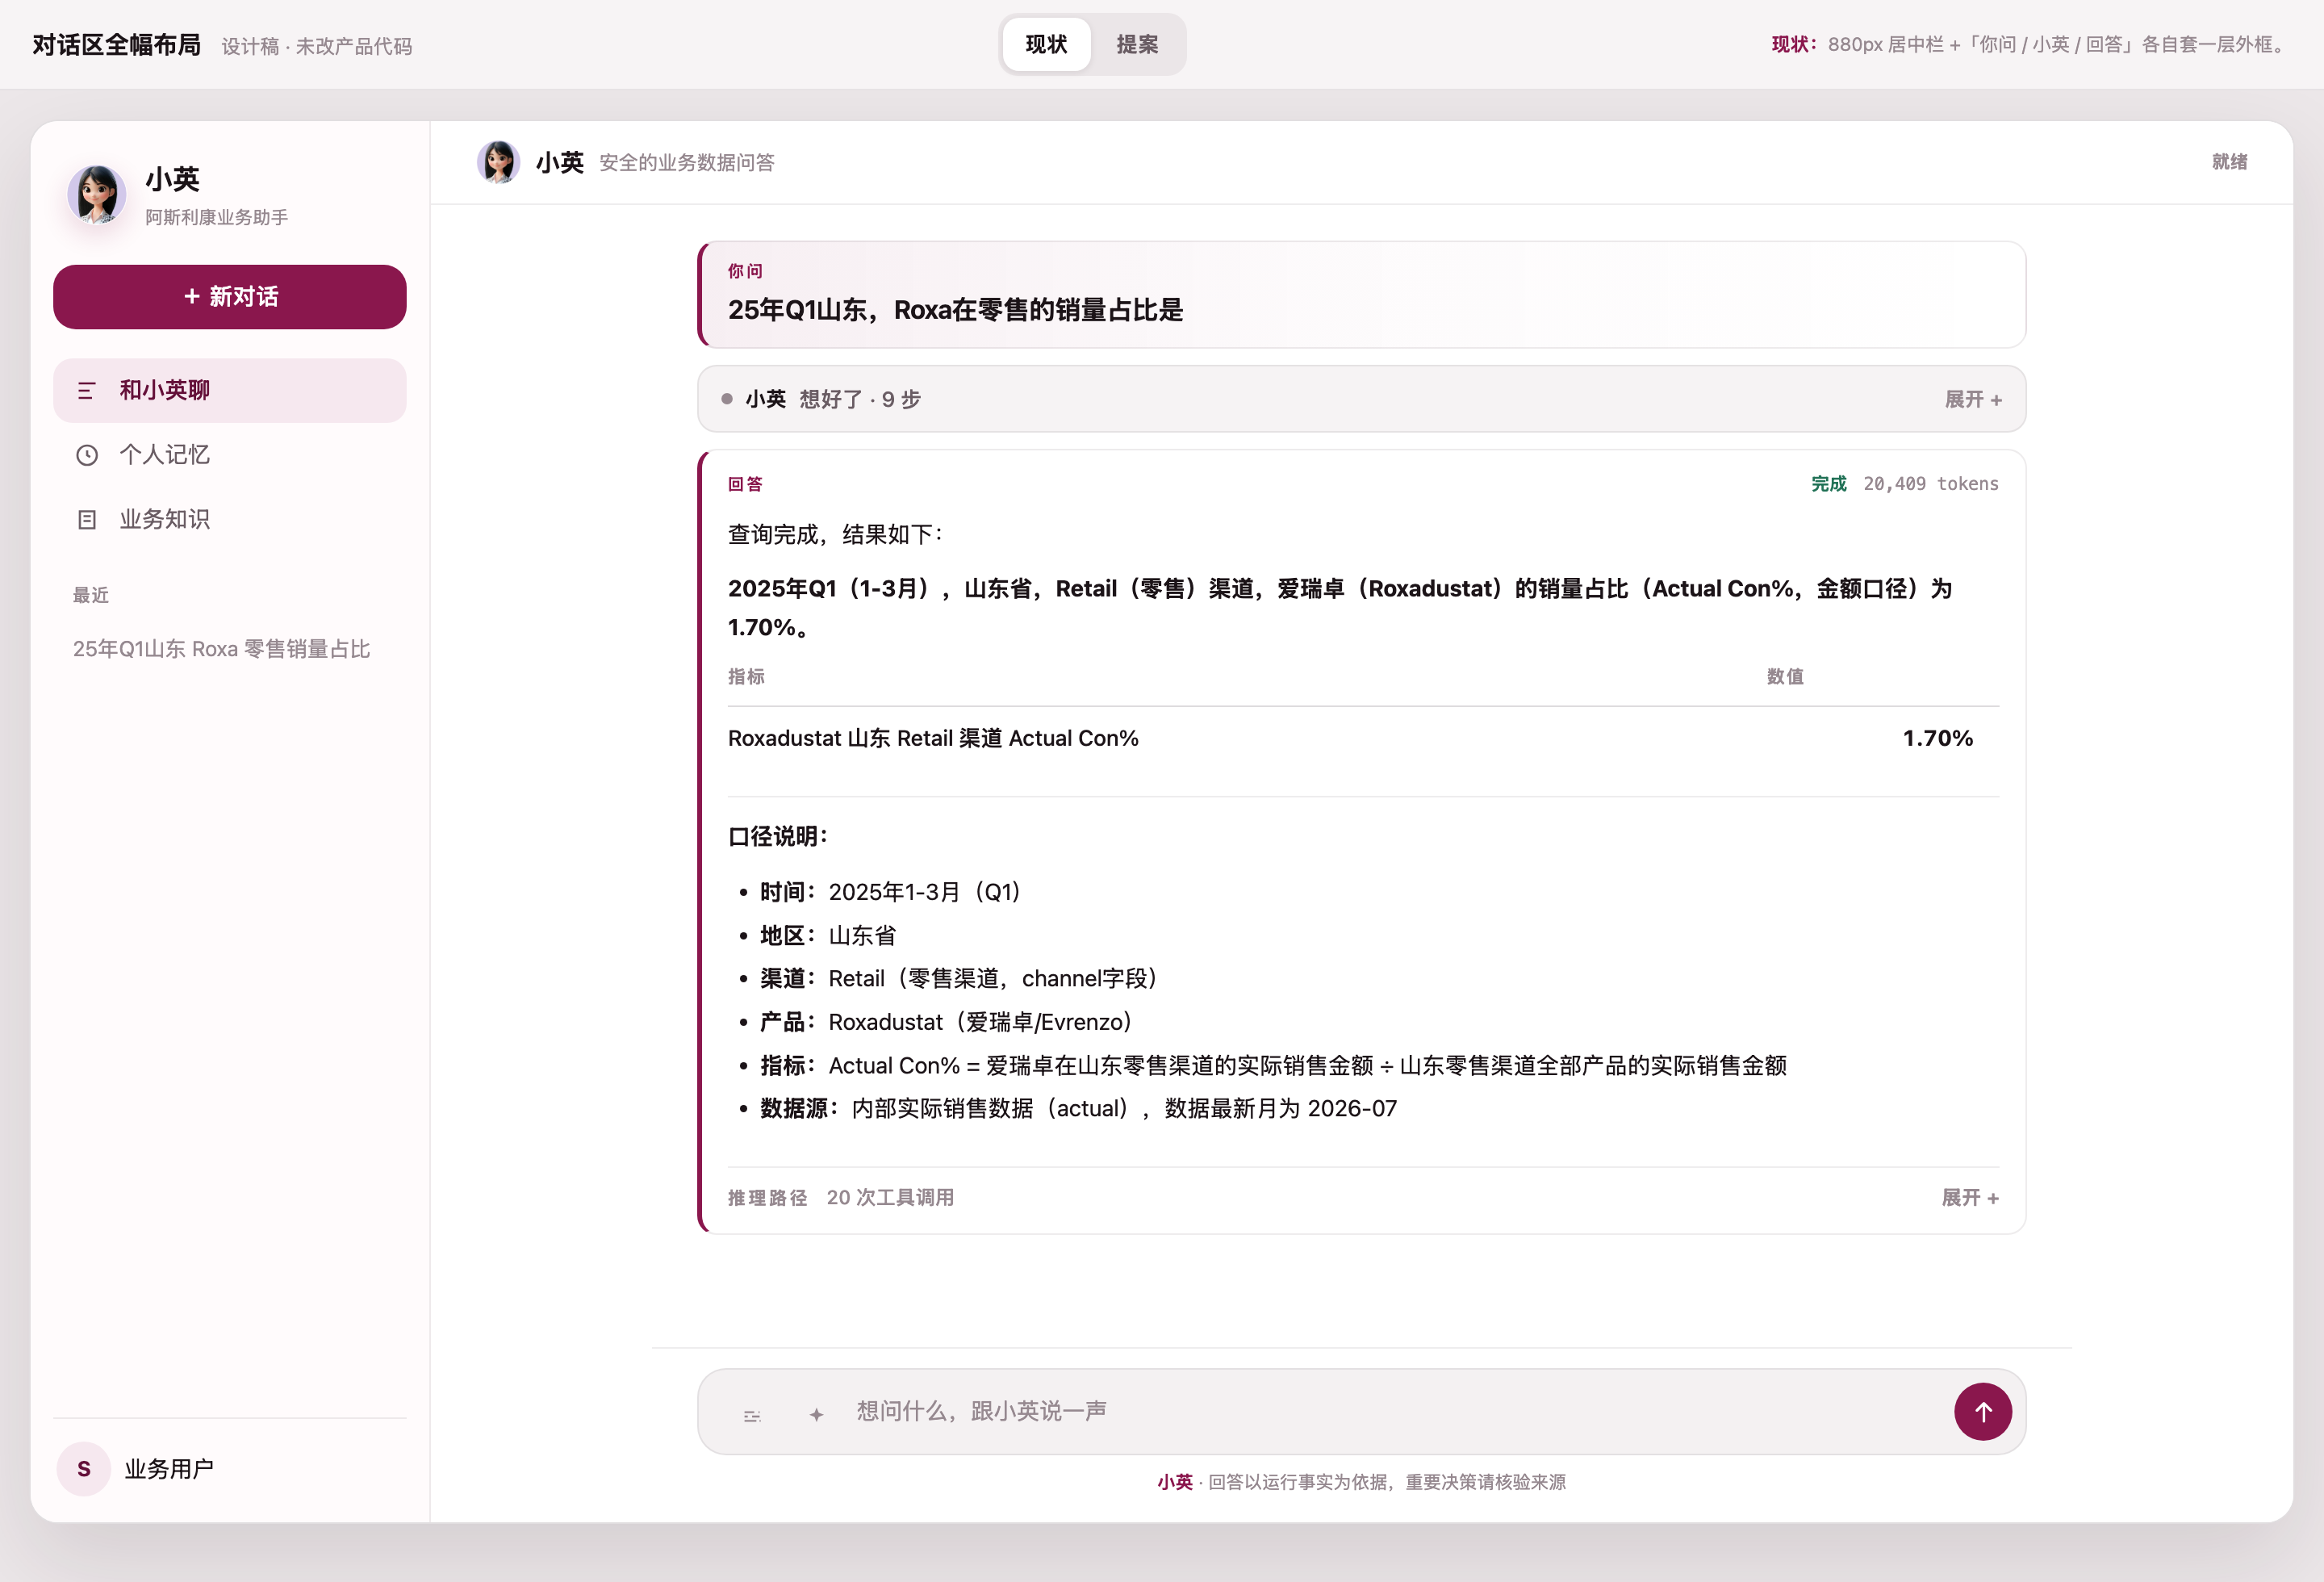 对话区全幅布局 设计稿 · 未改产品代码
现状 提案
现状：880px 居中栏 +「你问 / 小英 / 回答」各自套一层外框。
小英
阿斯利康业务助手
+ 新对话
和小英聊
个人记忆
业务知识
最近
25年Q1山东 Roxa 零售销量占比
S 业务用户
小英 安全的业务数据问答
就绪
你问
25年Q1山东，Roxa在零售的销量占比是
小英 想好了 · 9 步
展开 +
回答
完成 20,409 tokens
查询完成，结果如下：
2025年Q1（1-3月），山东省，Retail（零售）渠道，爱瑞卓（Roxadustat）的销量占比（Actual Con%，金额口径）为
1.70%。
指标 数值
Roxadustat 山东 Retail 渠道 Actual Con% 1.70%
口径说明：
• 时间：2025年1-3月（Q1）
• 地区：山东省
• 渠道：Retail（零售渠道，channel字段）
• 产品：Roxadustat（爱瑞卓/Evrenzo）
• 指标：Actual Con% = 爱瑞卓在山东零售渠道的实际销售金额 ÷ 山东零售渠道全部产品的实际销售金额
• 数据源：内部实际销售数据（actual），数据最新月为 2026-07
推理路径 20 次工具调用
展开 +
想问什么，跟小英说一声
小英 · 回答以运行事实为依据，重要决策请核验来源